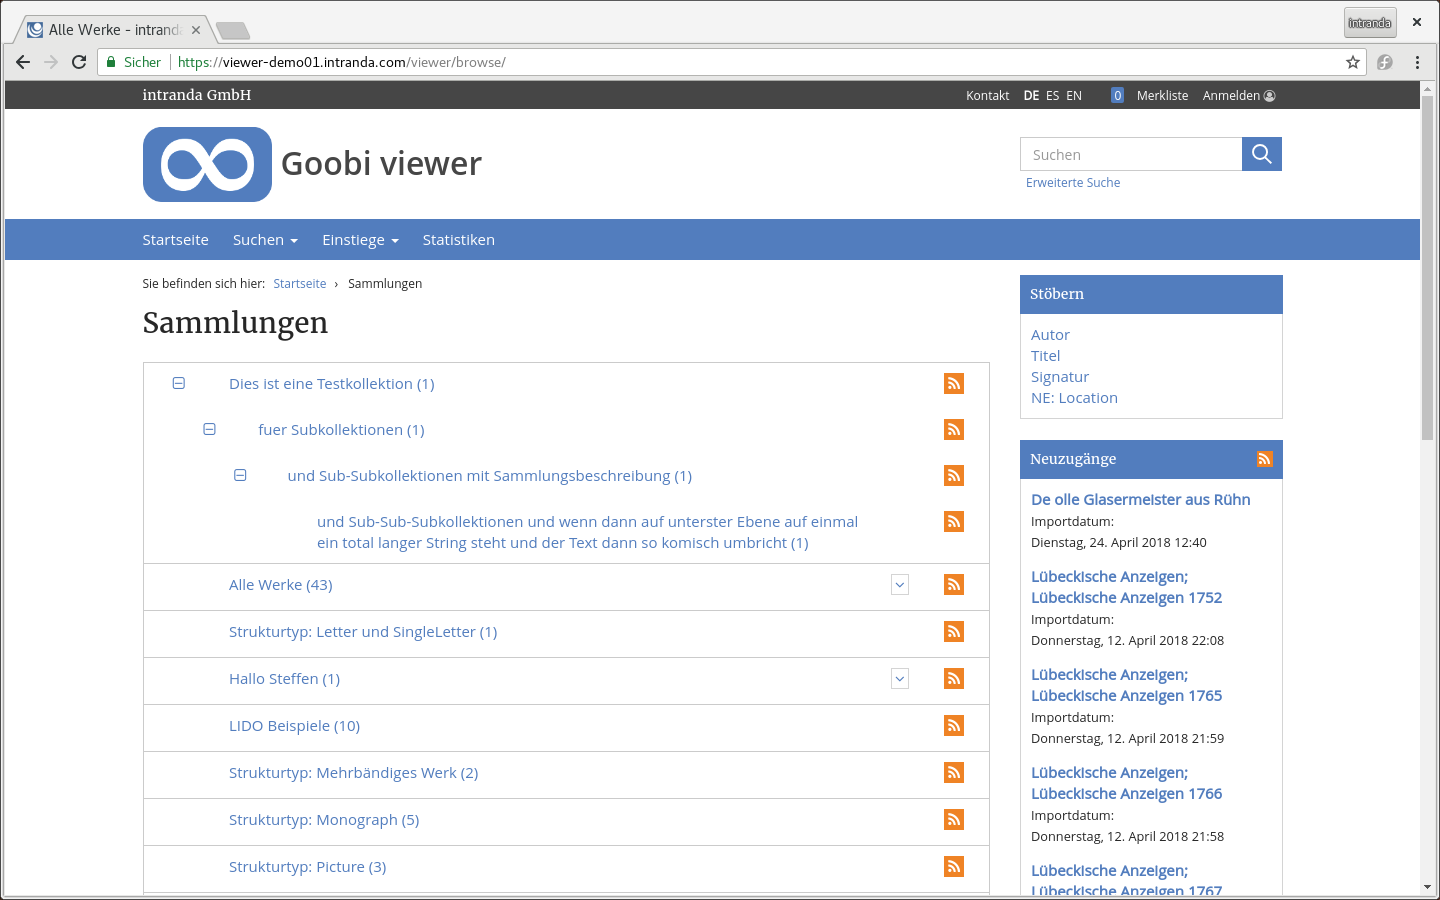 Alle Werke - intranda
intranda
Sicher
https://viewer-demo01.intranda.com/viewer/browse/
intranda GmbH
Kontakt DE ES EN 0 Merkliste Anmelden
Goobi viewer
Suchen
Erweiterte Suche
Startseite Suchen Einstiege Statistiken
Sie befinden sich hier: Startseite › Sammlungen
Sammlungen
Dies ist eine Testkollektion (1)
fuer Subkollektionen (1)
und Sub-Subkollektionen mit Sammlungsbeschreibung (1)
und Sub-Sub-Subkollektionen und wenn dann auf unterster Ebene auf einmal
ein total langer String steht und der Text dann so komisch umbricht (1)
Alle Werke (43)
Strukturtyp: Letter und SingleLetter (1)
Hallo Steffen (1)
LIDO Beispiele (10)
Strukturtyp: Mehrbändiges Werk (2)
Strukturtyp: Monograph (5)
Strukturtyp: Picture (3)
Stöbern
Autor
Titel
Signatur
NE: Location
Neuzugänge
De olle Glasermeister aus Rühn
Importdatum:
Dienstag, 24. April 2018 12:40
Lübeckische Anzeigen;
Lübeckische Anzeigen 1752
Importdatum:
Donnerstag, 12. April 2018 22:08
Lübeckische Anzeigen;
Lübeckische Anzeigen 1765
Importdatum:
Donnerstag, 12. April 2018 21:59
Lübeckische Anzeigen;
Lübeckische Anzeigen 1766
Importdatum:
Donnerstag, 12. April 2018 21:58
Lübeckische Anzeigen;
Lübeckische Anzeigen 1767